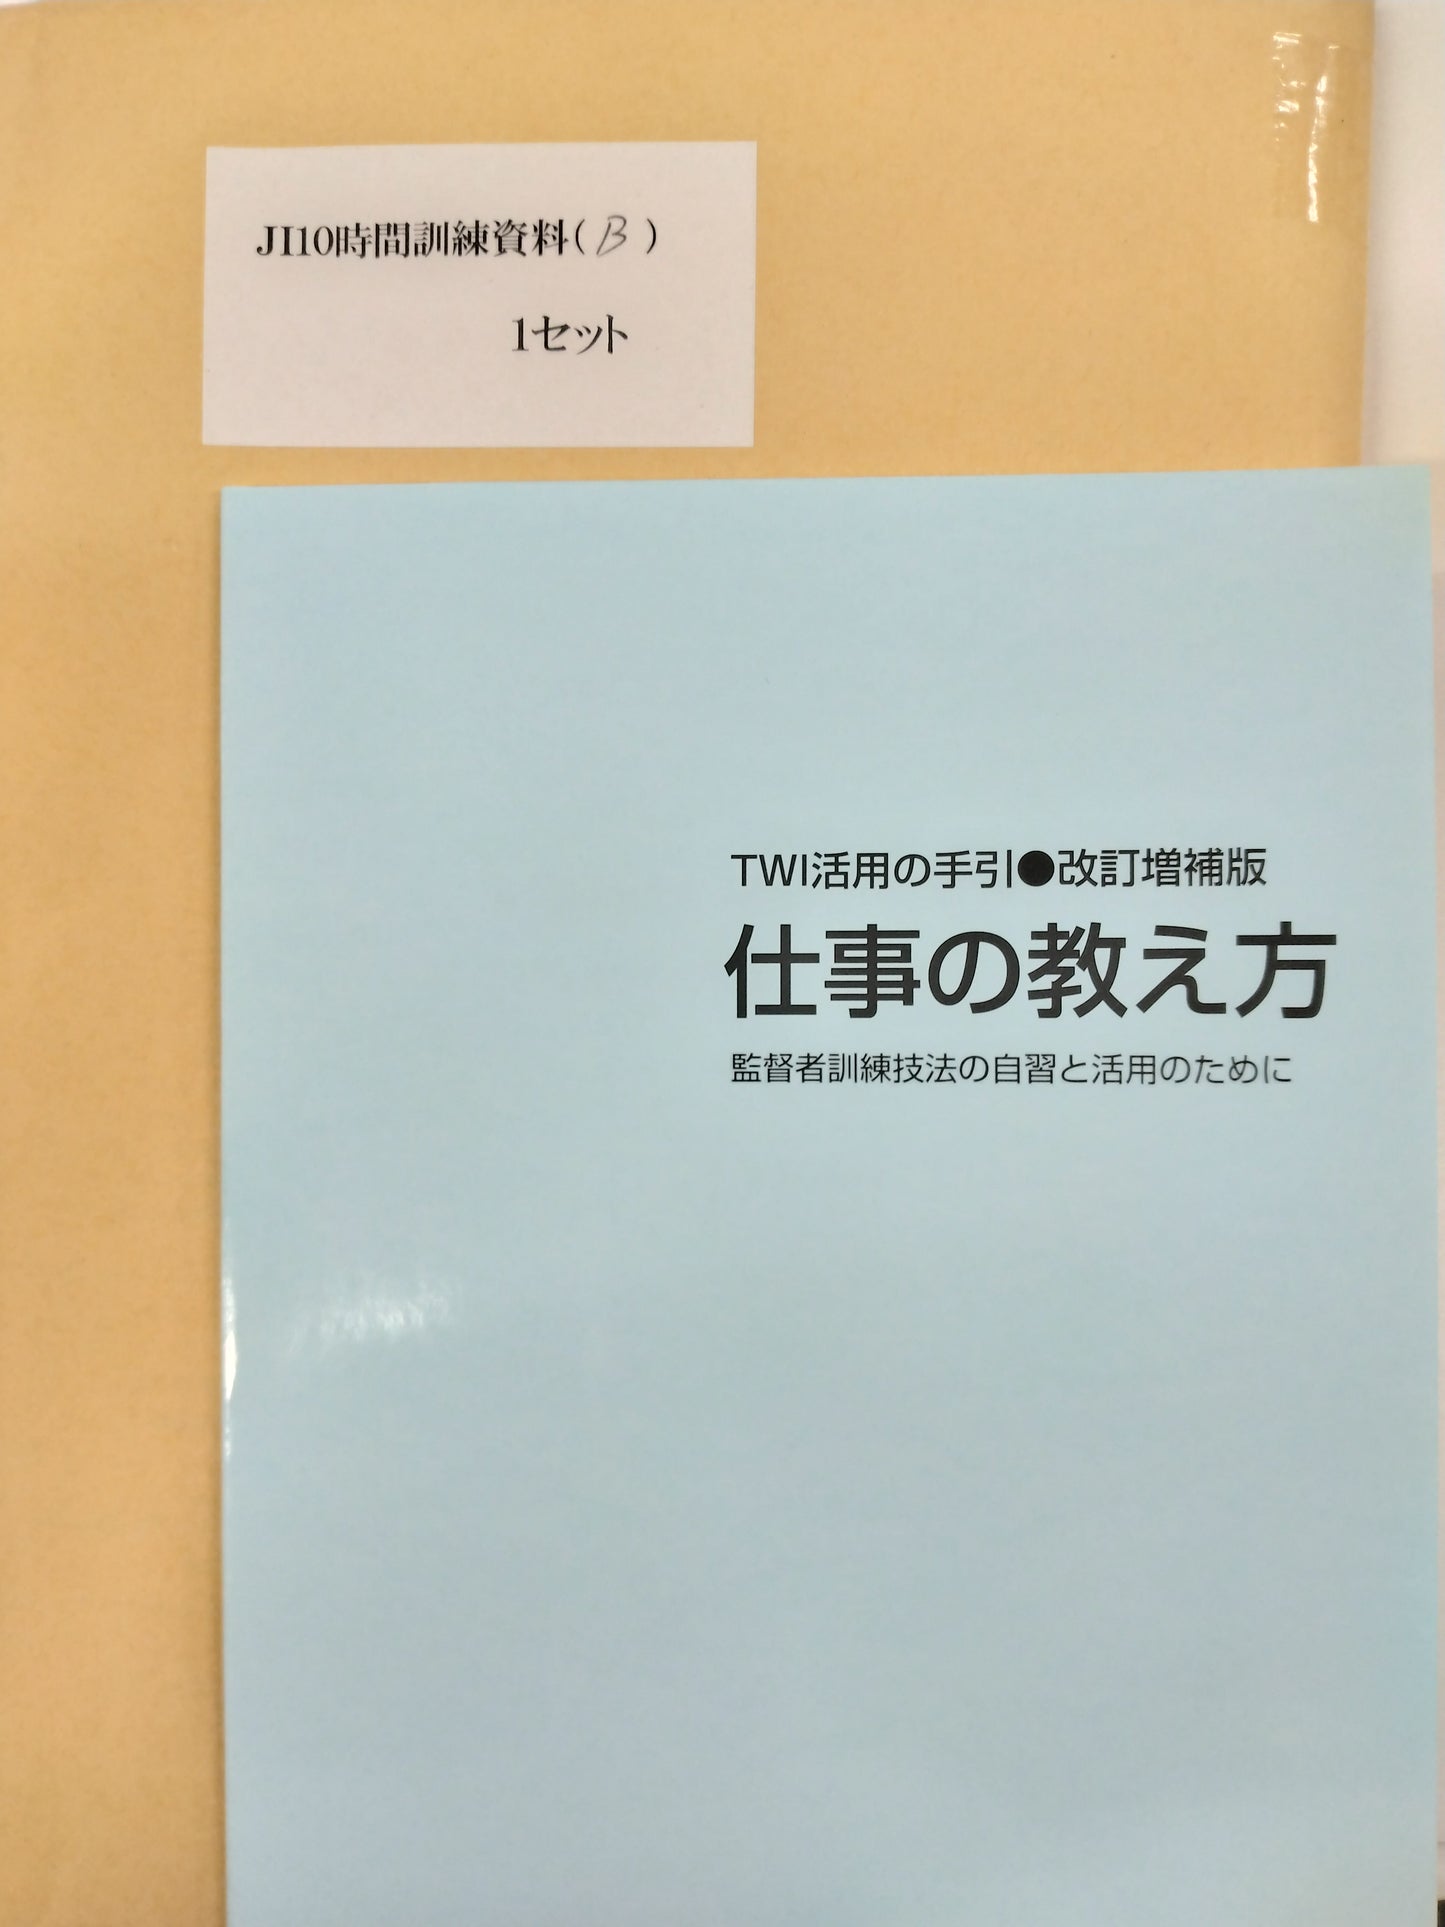 JI10時間訓練資料(B)
1セット
TWI活用の手引●改訂増補版
仕事の教え方
監督者訓練技法の自習と活用のために